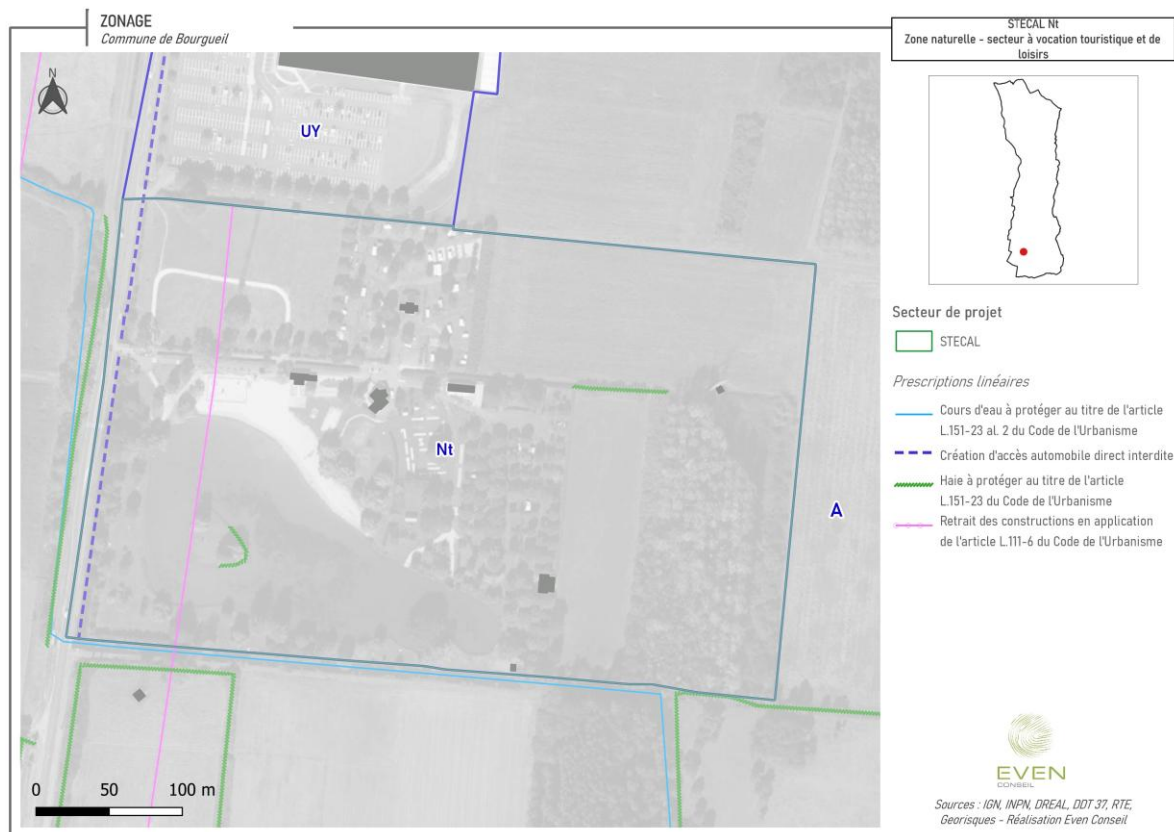 ZONAGE
Commune de Bourgueil
STECAL Nt
Zone naturelle - secteur à vocation touristique et de
loisirs
N
UY
Nt
A
Secteur de projet
STECAL
Prescriptions linéaires
Cours d'eau à protéger au titre de l'article
L.151-23 al. 2 du Code de l'Urbanisme
Création d'accès automobile direct interdite
Haie à protéger au titre de l'article
L.151-23 du Code de l'Urbanisme
Retrait des constructions en application
de l'article L.111-6 du Code de l'Urbanisme
0 50 100 m
EVEN
CONSEIL
Sources : IGN, INPN, DREAL, DDT 37, RTE,
Georisques - Réalisation Even Conseil